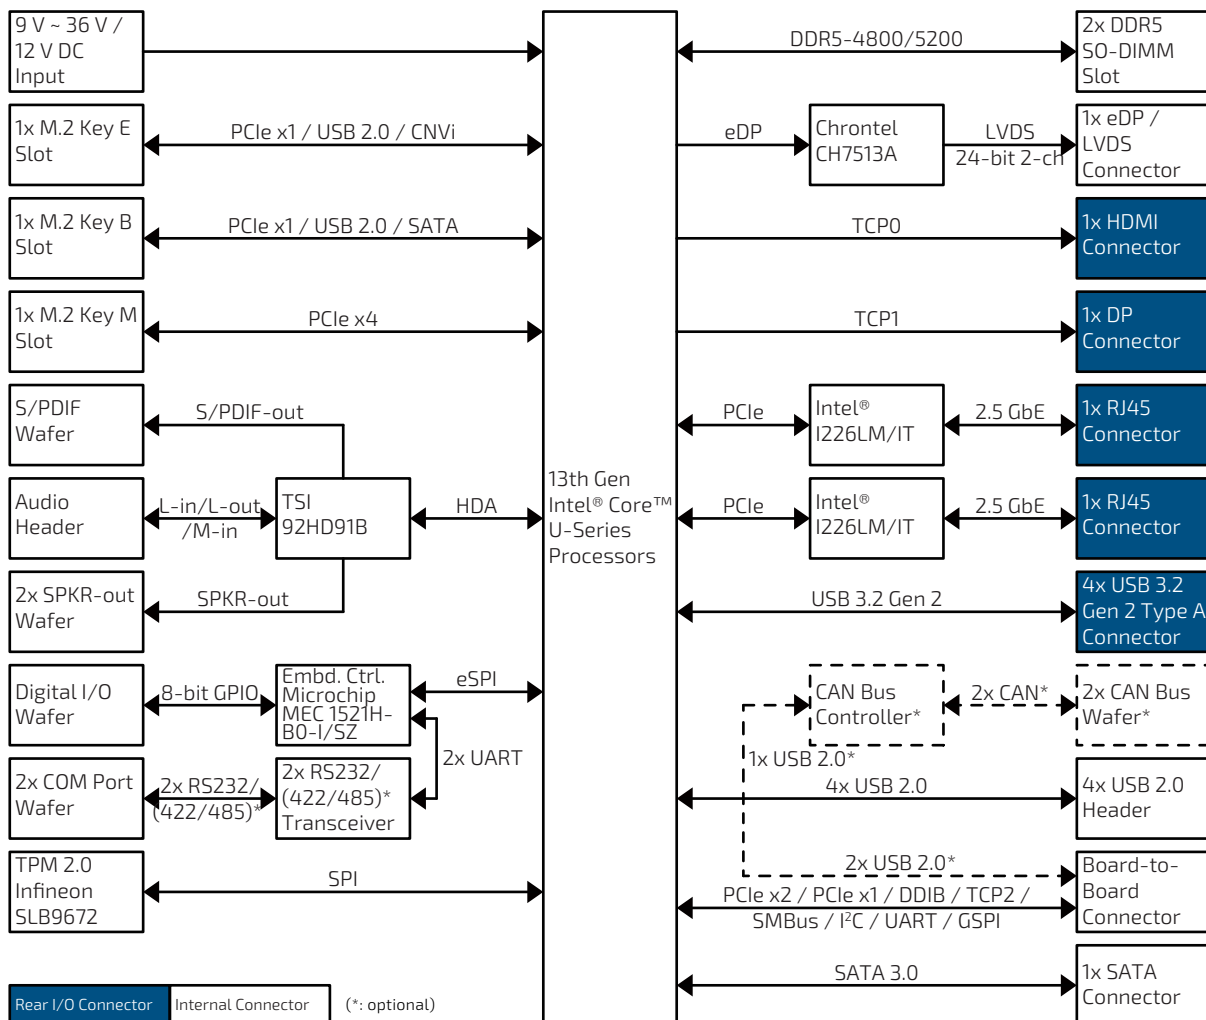 9 V ~ 36 V /
12 V DC
Input
1x M.2 Key E
Slot
PCIe x1 / USB 2.0 / CNVi
1x M.2 Key B
Slot
PCIe x1 / USB 2.0 / SATA
1x M.2 Key M
Slot
PCIe x4
S/PDIF
Wafer
S/PDIF-out
Audio
Header
L-in/L-out
/M-in
TSI
92HD91B
HDA
2x SPKR-out
Wafer
SPKR-out
Digital I/O
Wafer
8-bit GPIO
Embd. Ctrl.
Microchip
MEC 1521H-
B0-I/SZ
eSPI
2x UART
2x COM Port
Wafer
2x RS232/
(422/485)*
2x RS232/
(422/485)*
Transceiver
TPM 2.0
Infineon
SLB9672
SPI
13th Gen
Intel® Core™
U-Series
Processors
DDR5-4800/5200
2x DDR5
SO-DIMM
Slot
eDP
Chrontel
CH7513A
LVDS
24-bit 2-ch
1x eDP /
LVDS
Connector
TCP0
1x HDMI
Connector
TCP1
1x DP
Connector
PCIe
Intel®
I226LM/IT
2.5 GbE
1x RJ45
Connector
PCIe
Intel®
I226LM/IT
2.5 GbE
1x RJ45
Connector
USB 3.2 Gen 2
4x USB 3.2
Gen 2 Type A
Connector
CAN Bus
Controller*
2x CAN*
2x CAN Bus
Wafer*
1x USB 2.0*
4x USB 2.0
4x USB 2.0
Header
2x USB 2.0*
PCIe x2 / PCIe x1 / DDIB / TCP2 /
SMBus / I²C / UART / GSPI
Board-to-
Board
Connector
SATA 3.0
1x SATA
Connector
Rear I/O Connector
Internal Connector
(*: optional)